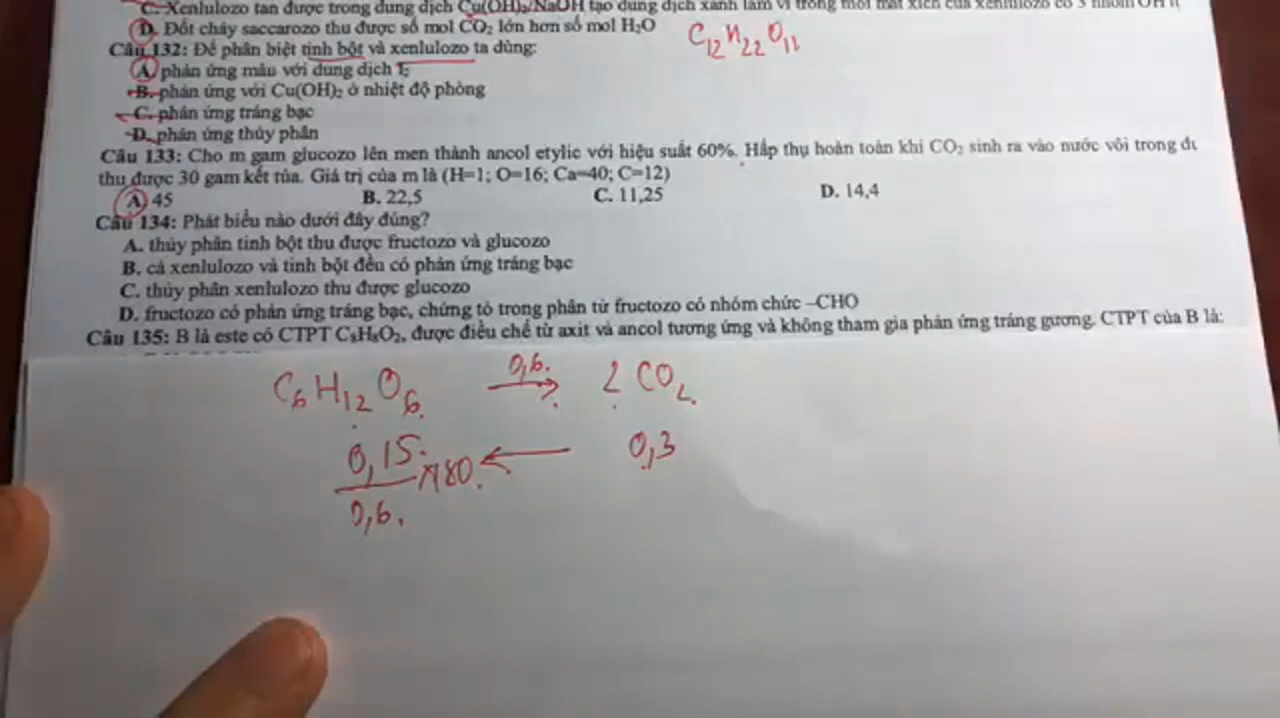 C. Xenlulozo tan được trong dung dịch Cu(OH)₂/NaOH tạo dung dịch xanh lam vì trong mỗi mắt xích của xenlulozo có 3 nhóm OH
D. Đốt cháy saccarozo thu được số mol CO₂ lớn hơn số mol H₂O
C₁₂H₂₂O₁₁
Câu 132: Để phân biệt tinh bột và xenlulozo ta dùng:
A. phản ứng màu với dung dịch I₂
B. phản ứng với Cu(OH)₂ ở nhiệt độ phòng
C. phản ứng tráng bạc
D. phản ứng thủy phân
Câu 133: Cho m gam glucozo lên men thành ancol etylic với hiệu suất 60%. Hấp thụ hoàn toàn khí CO₂ sinh ra vào nước vôi trong dư
thu được 30 gam kết tủa. Giá trị của m là (H=1; O=16; Ca=40; C=12)
A. 45 B. 22,5 C. 11,25 D. 14,4
Câu 134: Phát biểu nào dưới đây đúng?
A. thủy phân tinh bột thu được fructozo và glucozo
B. cả xenlulozo và tinh bột đều có phản ứng tráng bạc
C. thủy phân xenlulozo thu được glucozo
D. fructozo có phản ứng tráng bạc, chứng tỏ trong phân tử fructozo có nhóm chức –CHO
Câu 135: B là este có CTPT C₈H₈O₂, được điều chế từ axit và ancol tương ứng và không tham gia phản ứng tráng gương. CTPT của B là:
C₆H₁₂O₆ 0,6. 2 CO₂
0,15. ×180. 0,3
0,6.